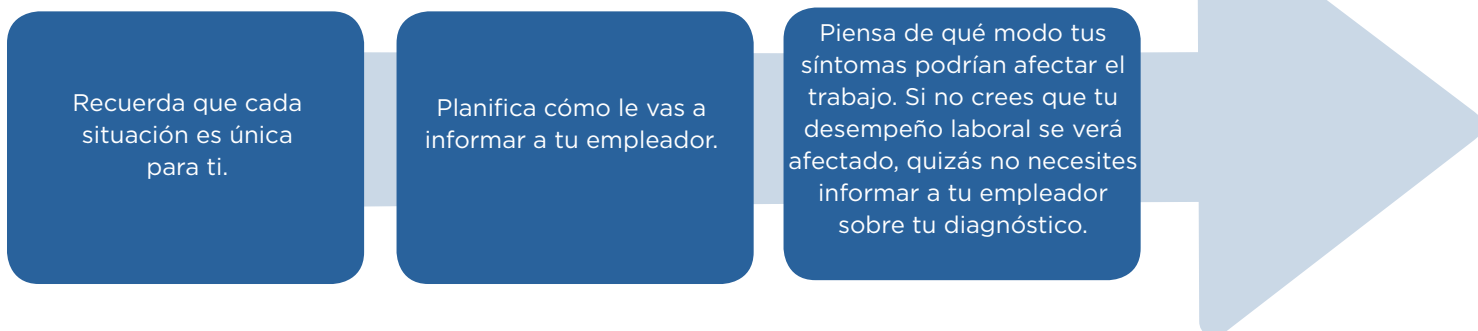 Recuerda que cada
situación es única
para ti.
Planifica cómo le vas a
informar a tu empleador.
Piensa de qué modo tus
síntomas podrían afectar el
trabajo. Si no crees que tu
desempeño laboral se verá
afectado, quizás no necesites
informar a tu empleador
sobre tu diagnóstico.